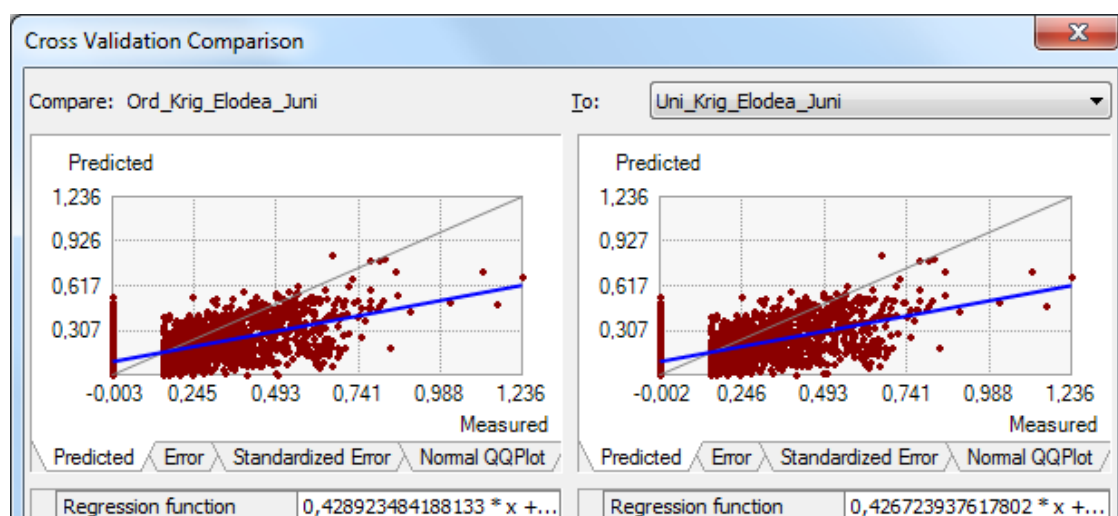 Cross Validation Comparison
Compare: Ord_Krig_Elodea_Juni To: Uni_Krig_Elodea_Juni
Predicted
1,236
0,926
0,617
0,307
-0,003 0,245 0,493 0,741 0,988 1,236
Measured
Predicted Error Standardized Error Normal QQPlot
Regression function 0,428923484188133 * x +...
Predicted
1,236
0,927
0,617
0,307
-0,002 0,246 0,493 0,741 0,988 1,236
Measured
Predicted Error Standardized Error Normal QQPlot
Regression function 0,426723937617802 * x +...